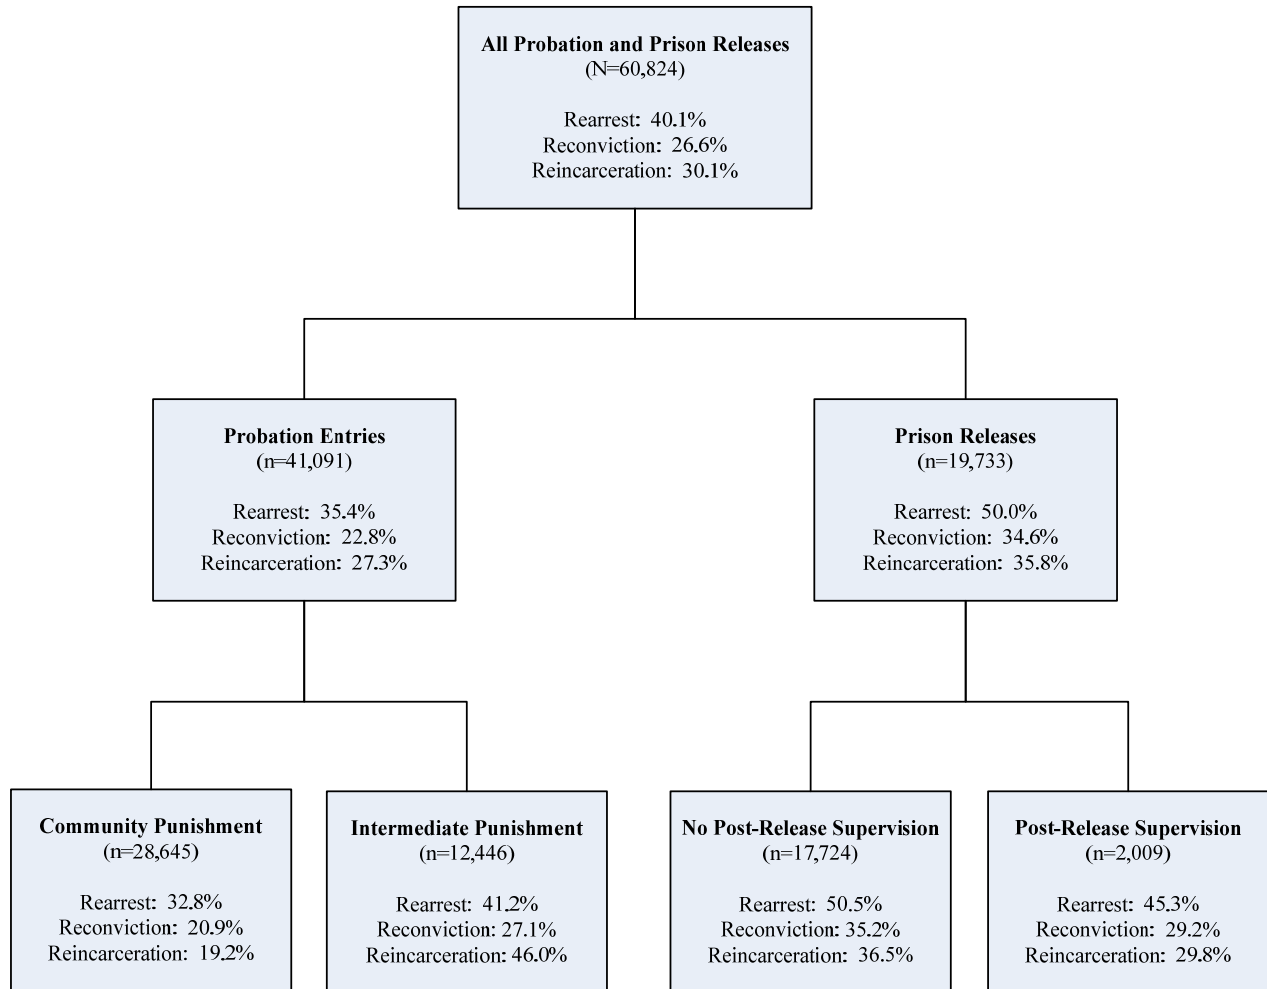 All Probation and Prison Releases
(N=60,824)
Rearrest: 40.1%
Reconviction: 26.6%
Reincarceration: 30.1%
Probation Entries
(n=41,091)
Rearrest: 35.4%
Reconviction: 22.8%
Reincarceration: 27.3%
Prison Releases
(n=19,733)
Rearrest: 50.0%
Reconviction: 34.6%
Reincarceration: 35.8%
Community Punishment
(n=28,645)
Rearrest: 32.8%
Reconviction: 20.9%
Reincarceration: 19.2%
Intermediate Punishment
(n=12,446)
Rearrest: 41.2%
Reconviction: 27.1%
Reincarceration: 46.0%
No Post-Release Supervision
(n=17,724)
Rearrest: 50.5%
Reconviction: 35.2%
Reincarceration: 36.5%
Post-Release Supervision
(n=2,009)
Rearrest: 45.3%
Reconviction: 29.2%
Reincarceration: 29.8%